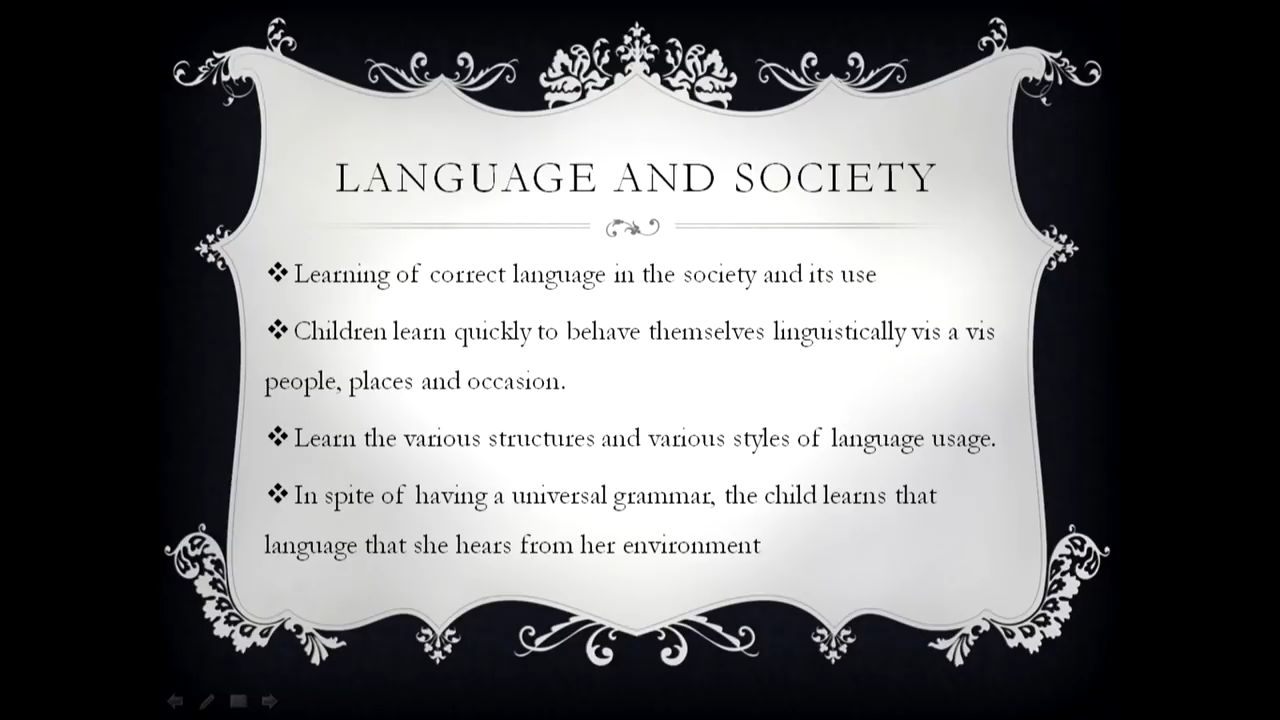 LANGUAGE AND SOCIETY
❖ Learning of correct language in the society and its use
❖ Children learn quickly to behave themselves linguistically vis a vis
people, places and occasion.
❖ Learn the various structures and various styles of language usage.
❖ In spite of having a universal grammar, the child learns that
language that she hears from her environment